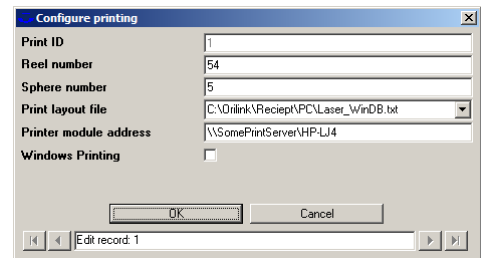 Configure printing
Print ID 1
Reel number 54
Sphere number 5
Print layout file C:\Orilink\Reciept\PC\Laser_WinDB.txt
Printer module address \\SomePrintServer\HP-LJ4
Windows Printing
OK Cancel
Edit record: 1